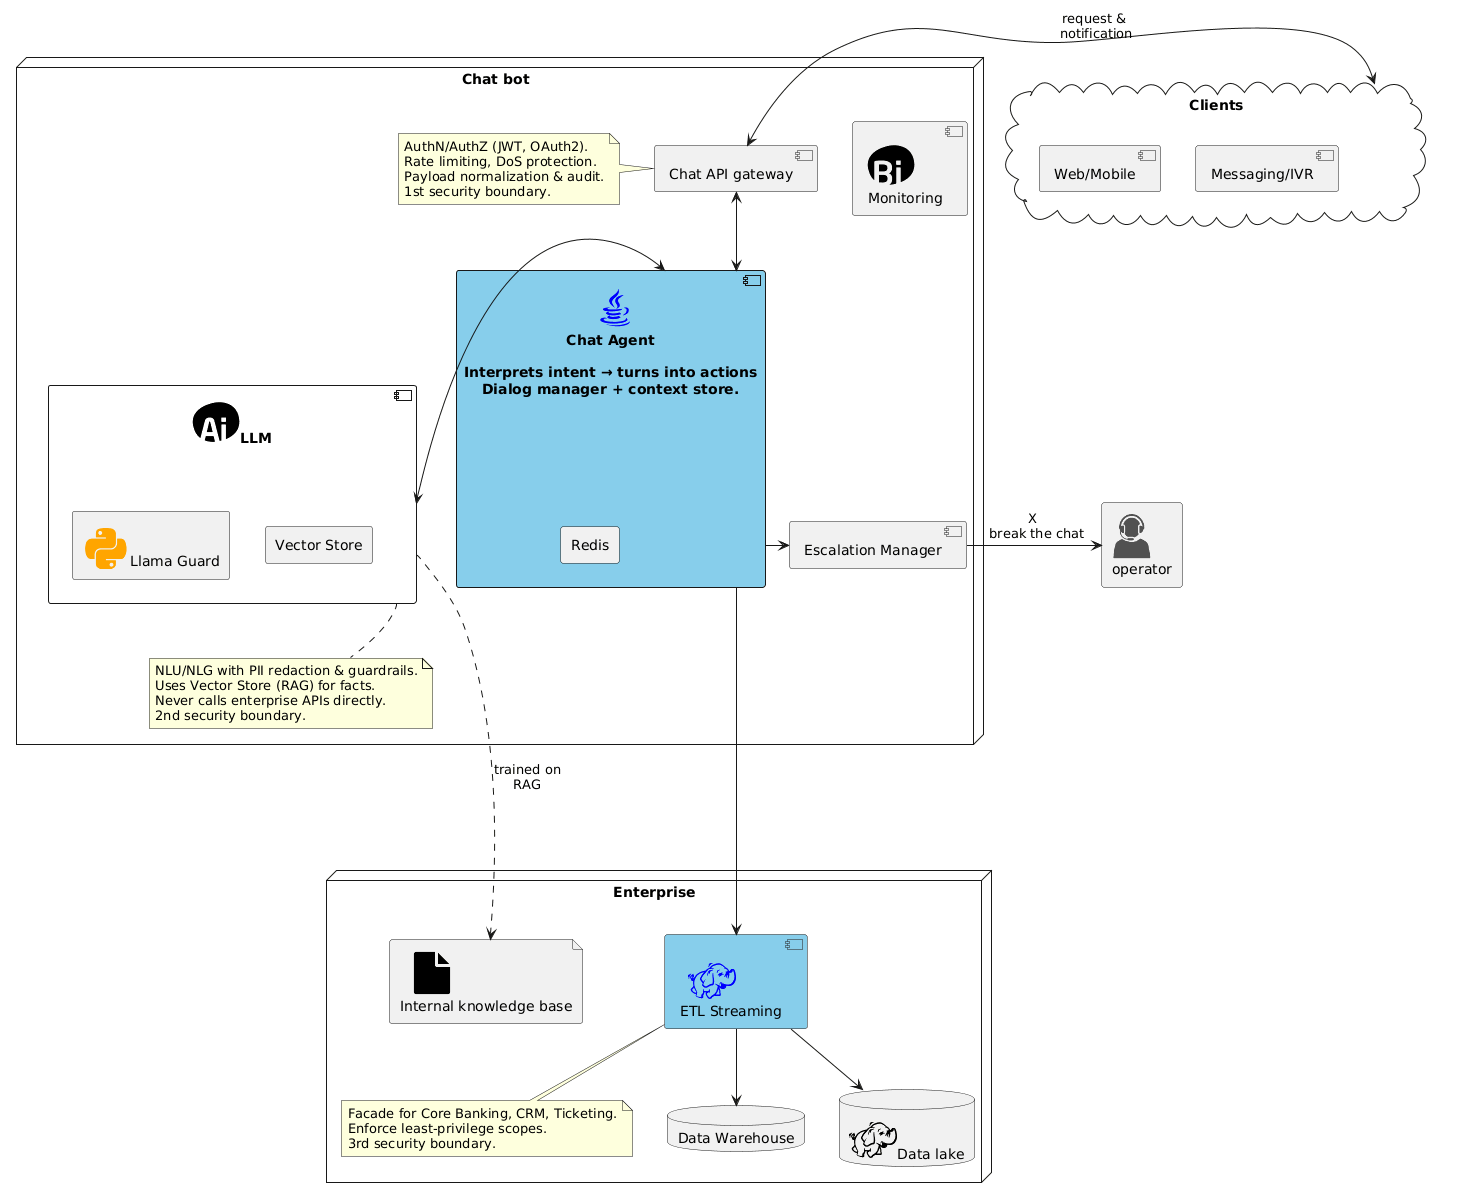 request &
notification
Chat bot
Clients
AuthN/AuthZ (JWT, OAuth2).
Rate limiting, DoS protection.
Payload normalization & audit.
1st security boundary.
Chat API gateway
Bi
Monitoring
Web/Mobile
Messaging/IVR
Chat Agent
Interprets intent → turns into actions
Dialog manager + context store.
Ai LLM
Llama Guard
Vector Store
Redis
Escalation Manager
X
break the chat
operator
NLU/NLG with PII redaction & guardrails.
Uses Vector Store (RAG) for facts.
Never calls enterprise APIs directly.
2nd security boundary.
trained on
RAG
Enterprise
Internal knowledge base
ETL Streaming
Facade for Core Banking, CRM, Ticketing.
Enforce least-privilege scopes.
3rd security boundary.
Data Warehouse
Data lake